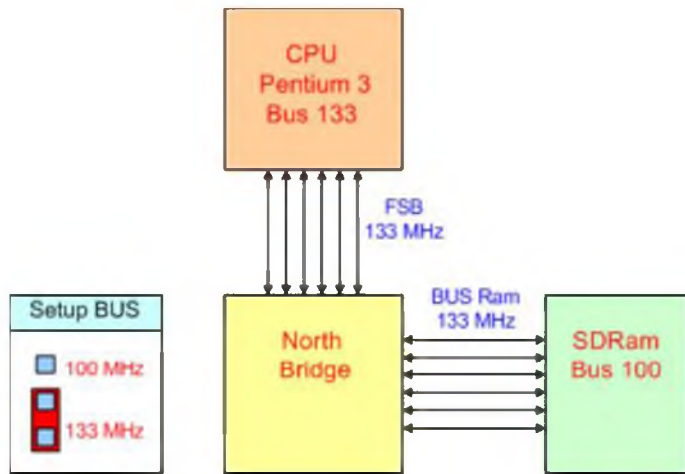 CPU
Pentium 3
Bus 133
FSB
133 MHz
Setup BUS
100 MHz
133 MHz
North
Bridge
BUS Ram
133 MHz
SDRam
Bus 100